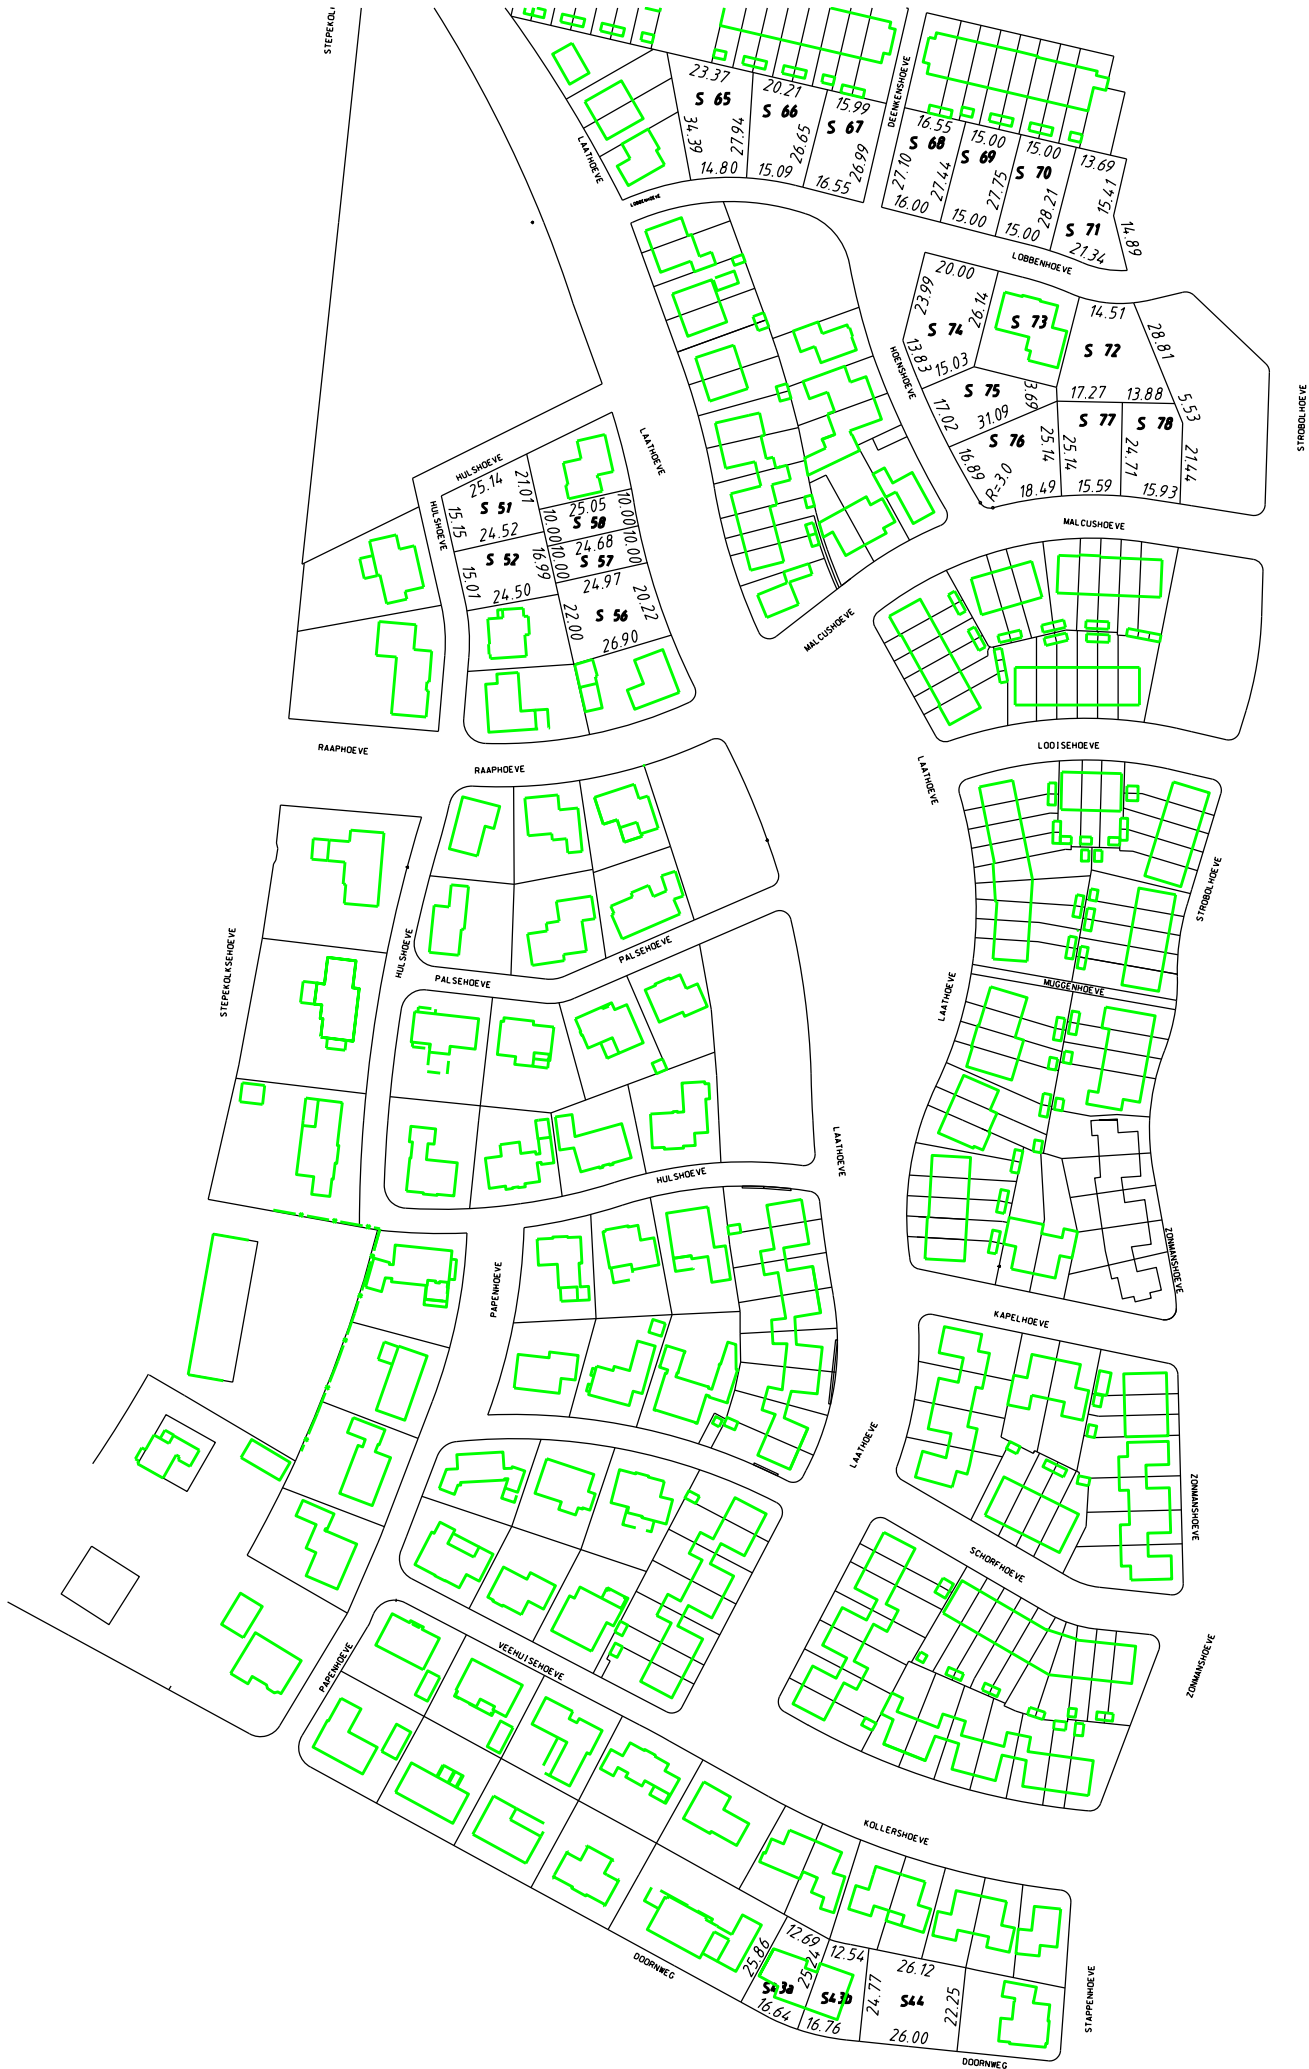 STEPEKOL
23.37
S 65
34.39
27.94
14.80
20.21
S 66
26.65
15.09
15.99
S 67
26.99
16.55
DEENKENSHOEVE
LAATHOEVE
LOBBENHOEVE
16.55
S 68
27.10
27.44
16.00
15.00
S 69
27.75
15.00
15.00
S 70
28.21
15.00
13.69
15.41
S 71
14.89
21.34
LOBBENHOEVE
20.00
23.99
26.14
S 74
13.83
15.03
S 73
14.51
S 72
28.81
17.27
13.88
5.53
HOENSHOEVE
S 75
3.69
17.02
31.09
S 76
16.89
R=3.0
25.14
18.49
S 77
25.14
24.71
15.59
S 78
21.44
15.93
STROBOLHOEVE
MALCUSHOEVE
HULSHOEVE
HULSHOEVE
LAATHOEVE
25.14
21.01
S 51
15.15
24.52
S 52
16.99
15.01
24.50
25.05
10.00
10.00
S 58
24.68
10.00
10.00
S 57
24.97
S 56
20.22
22.00
26.90
MALCUSHOEVE
RAAPHOEVE
RAAPHOEVE
LOOISEHOEVE
LAATHOEVE
STROBOLHOEVE
STEPEKOLKSEHOEVE
HULSHOEVE
PALSEHOEVE
PALSEHOEVE
LAATHOEVE
MUGGENHOEVE
LAATHOEVE
HULSHOEVE
ZONMANSHOEVE
PAPENHOEVE
KAPELHOEVE
LAATHOEVE
ZONMANSHOEVE
SCHORFHOEVE
VEEHUISEHOEVE
PAPENHOEVE
ZONMANSHOEVE
KOLLERSHOEVE
DOORNWEG
12.69
25.86
25.24
S43a
16.64
12.54
S43b
16.76
24.77
26.12
S44
22.25
26.00
STAPPENHOEVE
DOORNWEG